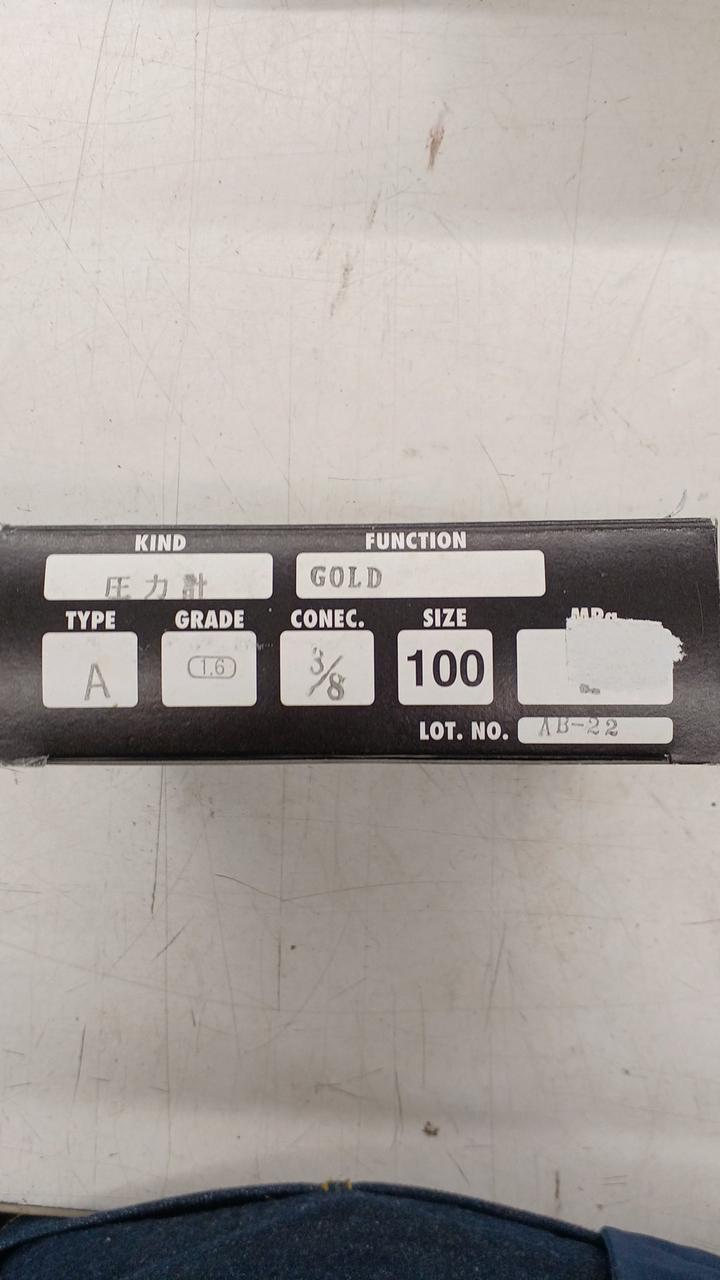 KIND FUNCTION
圧力計 GOLD
TYPE GRADE CONEC. SIZE MPa
A 1.6 3/8 100
LOT. NO. AB-22